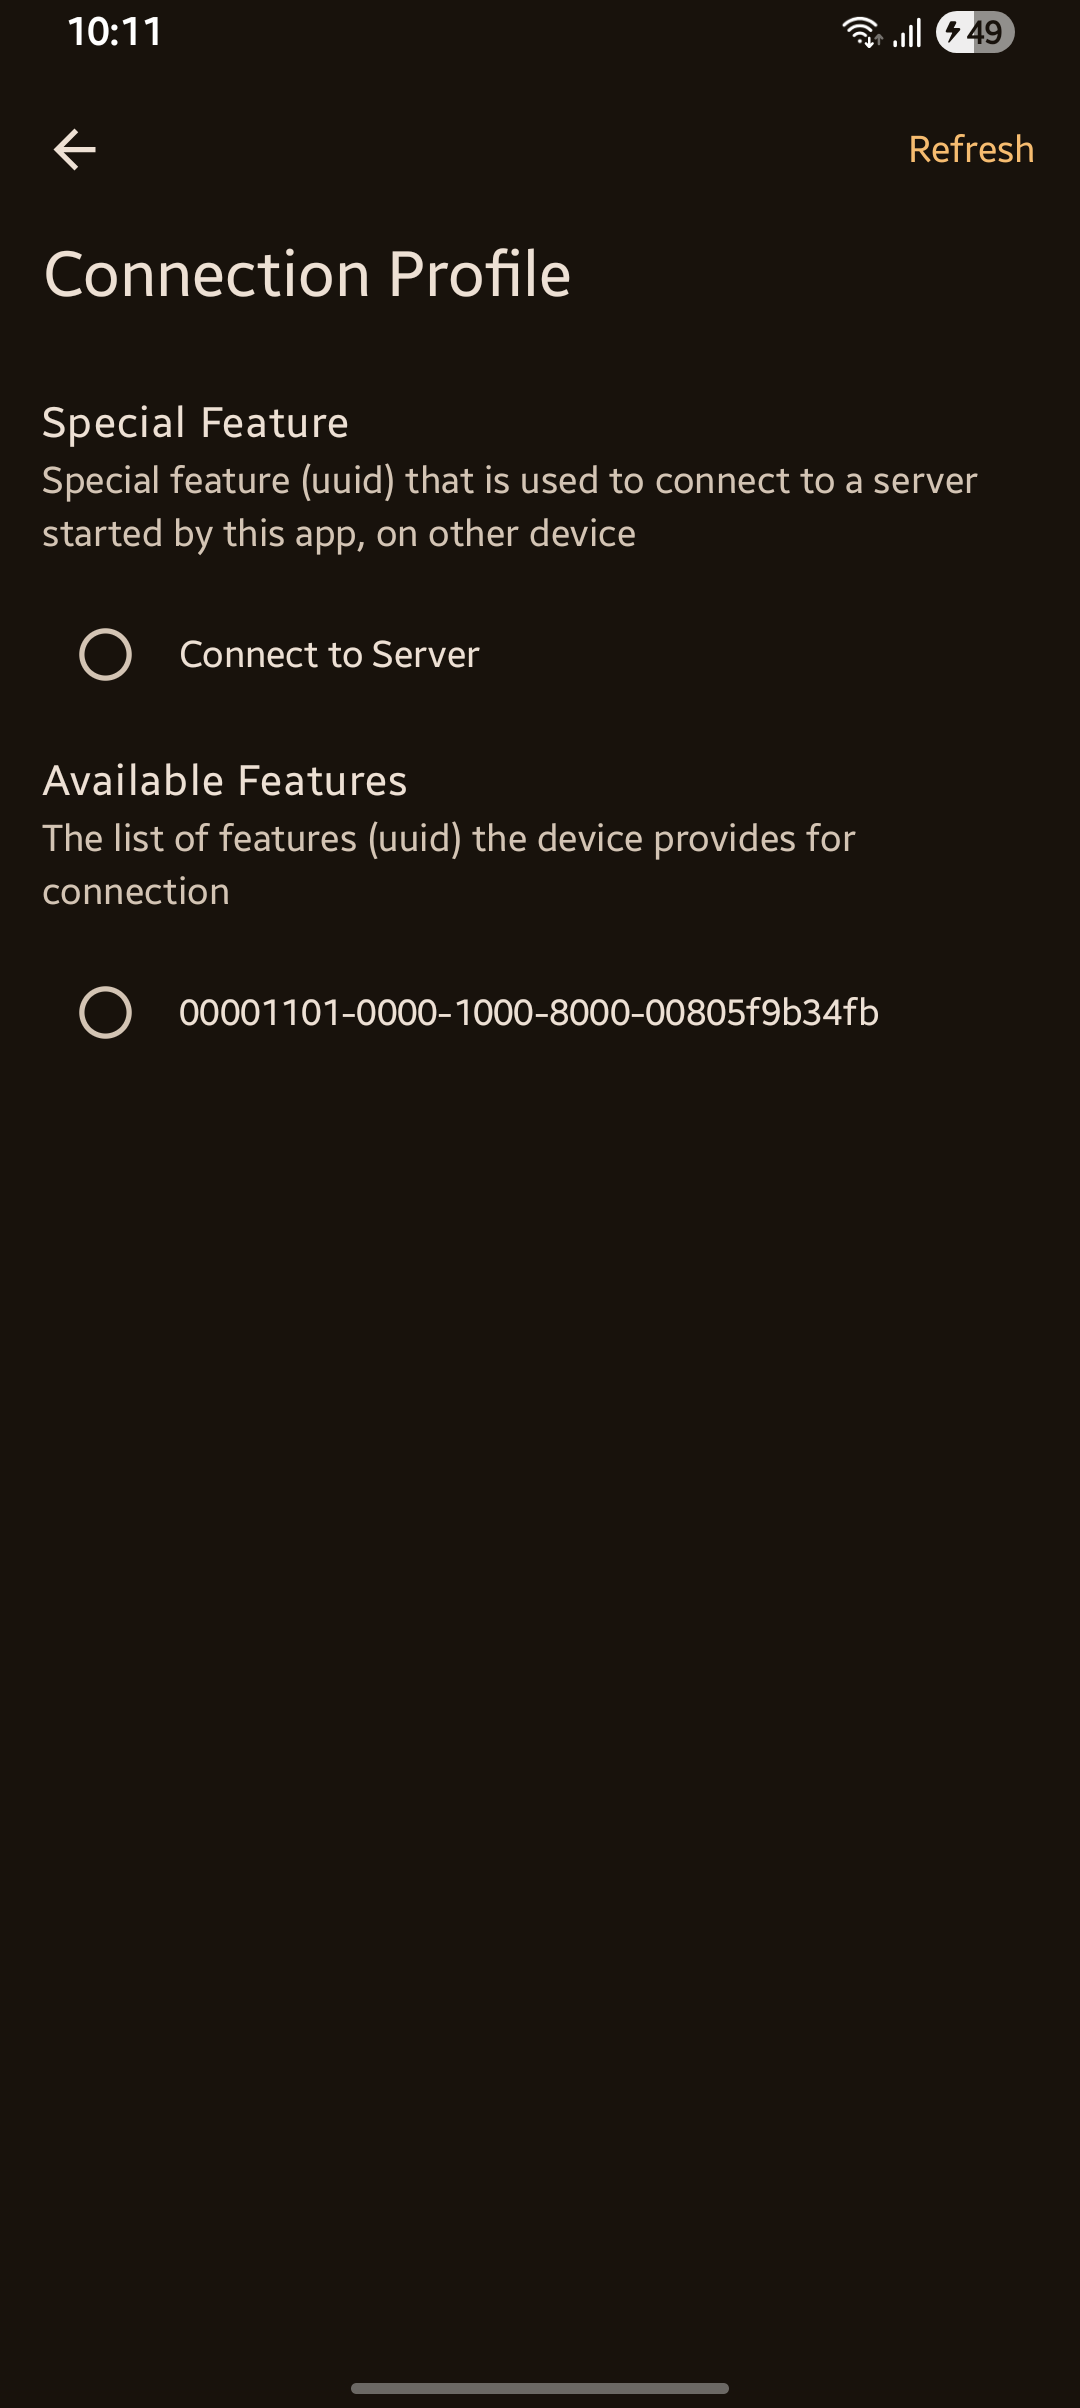 10:11
49
Refresh
Connection Profile
Special Feature
Special feature (uuid) that is used to connect to a server
started by this app, on other device
Connect to Server
Available Features
The list of features (uuid) the device provides for
connection
00001101-0000-1000-8000-00805f9b34fb